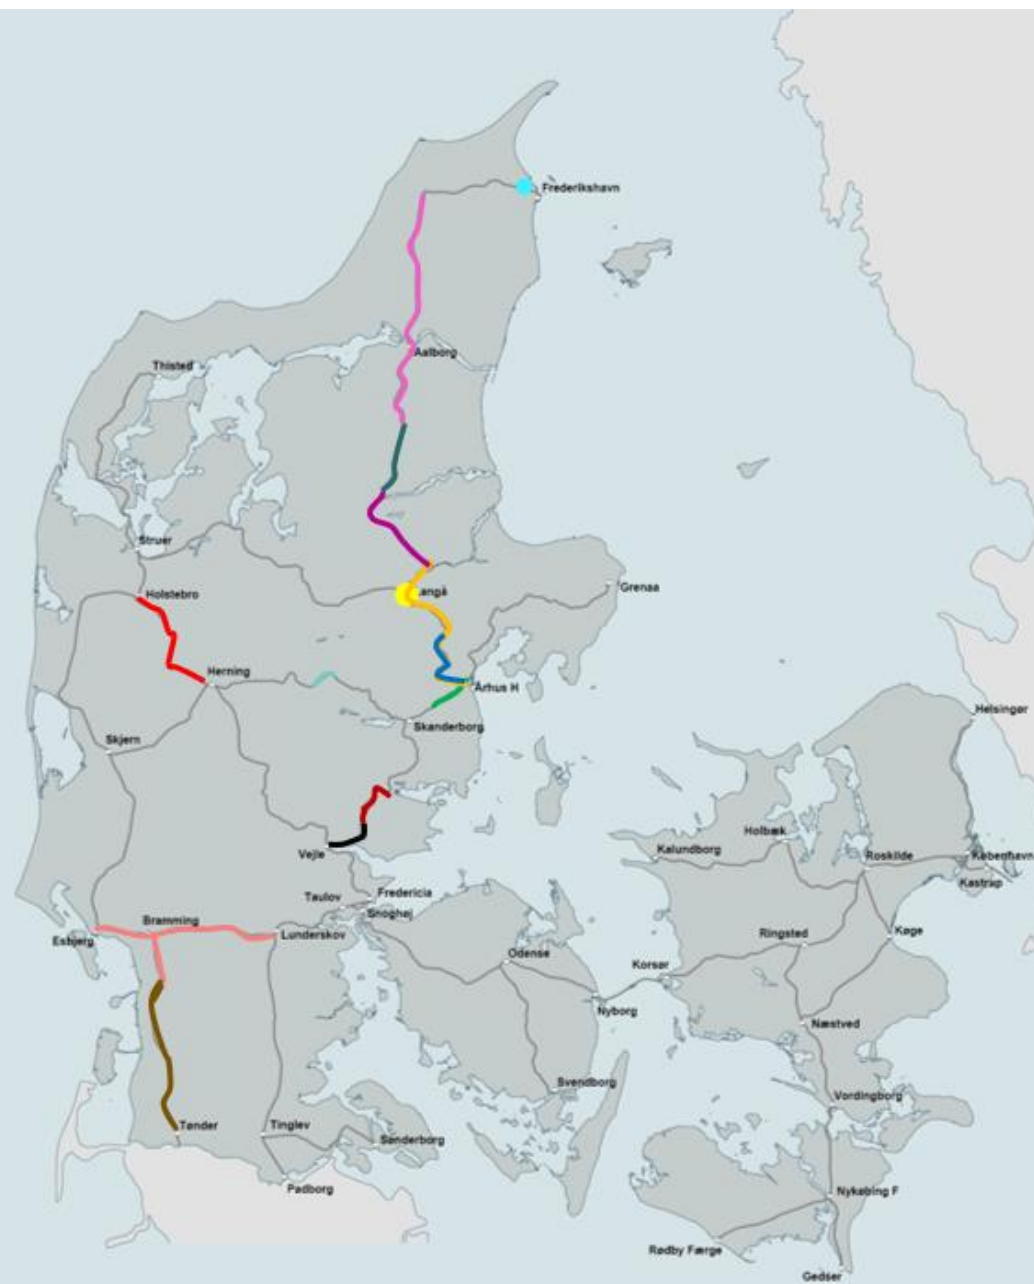 Frederikshavn
Aalborg
Thisted
Struer
Holstebro
Langå
Grenaa
Herning
Århus H
Skanderborg
Skjern
Helsingør
Holbæk
Kalundborg
Roskilde
København
Kastrup
Vejle
Taulov
Fredericia
Snoghøj
Bramming
Esbjerg
Lunderskov
Ringsted
Køge
Odense
Korsør
Nyborg
Næstved
Svendborg
Vordingborg
Tønder
Tinglev
Sønderborg
Padborg
Nykøbing F
Rødby Færge
Gedser